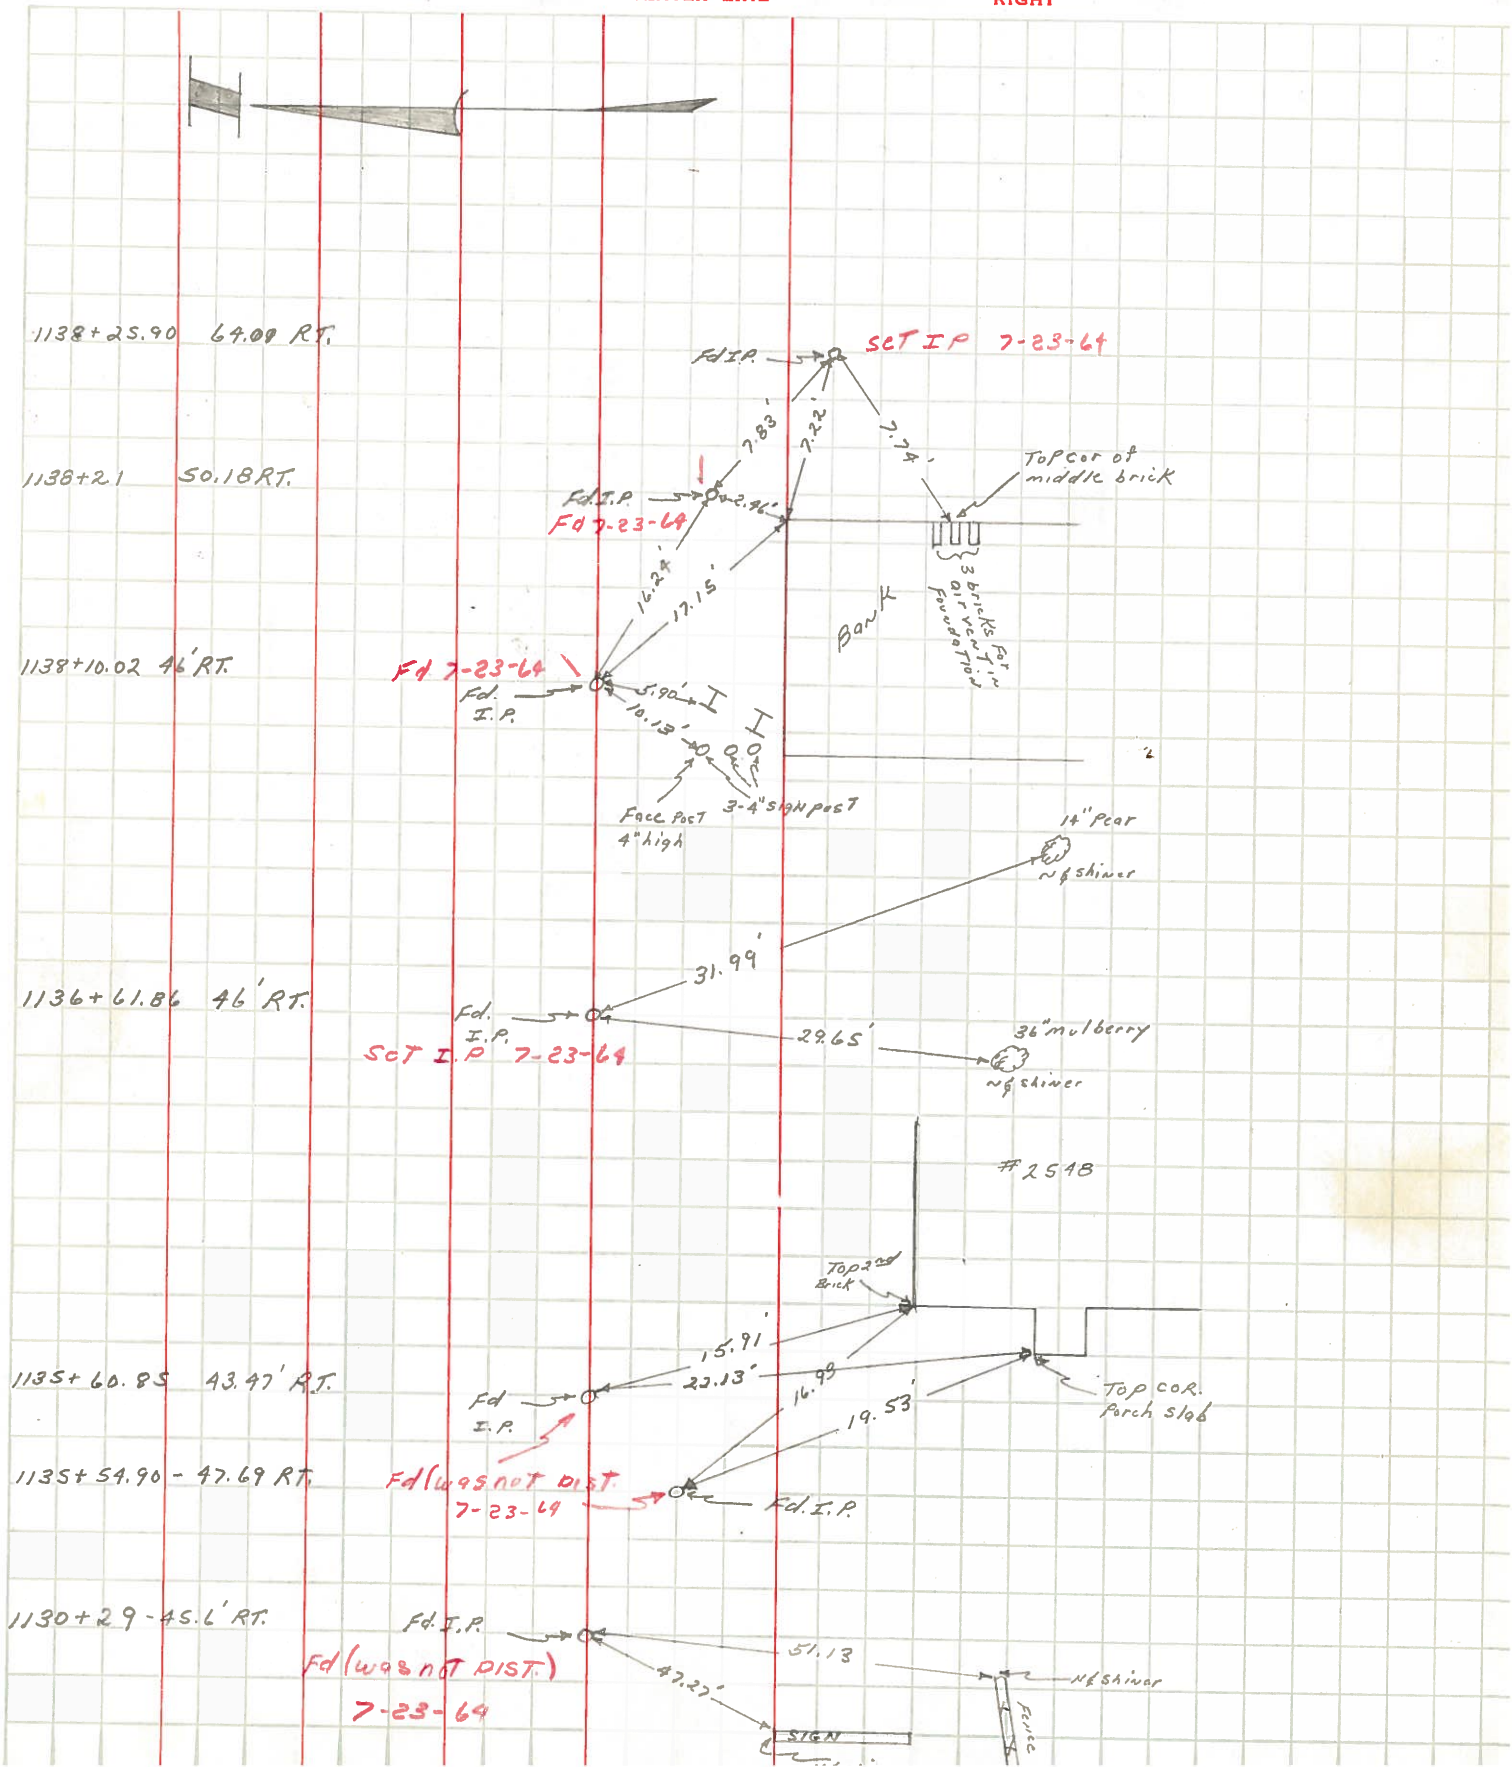 RIGHT
1138+25.90 64.00 RT.
Fd I.P.
SET IP 7-23-64
7.83'
7.22'
7.74'
Top cor of
middle brick
1138+21 50.18 RT.
Fd. I.P.
Fd 7-23-64
2.46'
16.24'
17.15'
Bank
3 bricks for
air vent in
Foundation
1138+10.02 46' RT.
Fd 7-23-64
Fd.
I.P.
5.90'
10.13'
3-4" sign post
Face Post
4" high
14" Pear
N&shiner
31.99'
1136+61.86 46' RT.
Fd.
I.P.
SET I.P 7-23-64
29.65'
36" mulberry
N&shiner
#2548
Top 2nd
Brick
15.91'
22.13'
16.99
19.53'
1135+60.85 43.47' RT.
Fd
I.P.
Top COR.
Porch slab
1135+54.90 - 47.69 RT.
Fd (was not DIST.
7-23-64
Fd. I.P.
1130+29 - 45.6' RT.
Fd. I.P.
Fd (was not DIST.)
7-23-64
51.13
47.27'
N&shiner
Fence
SIGN